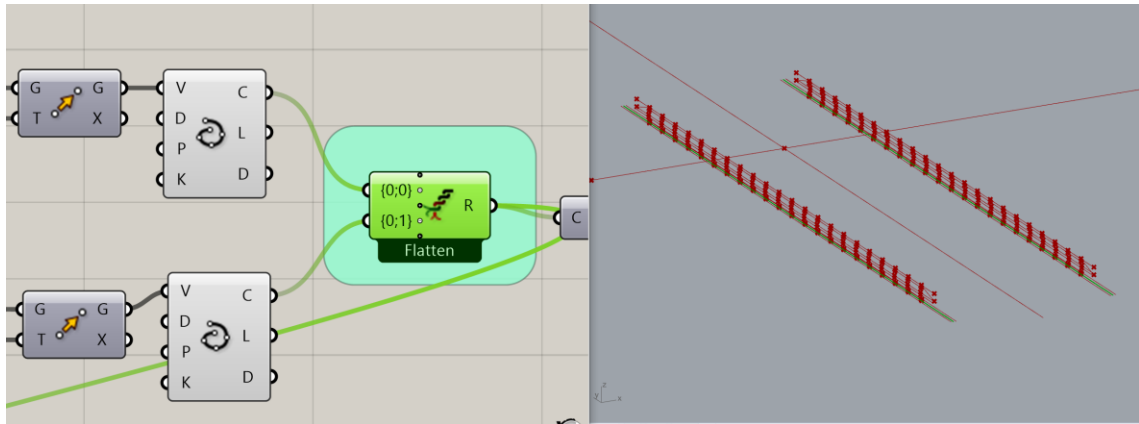 G G
T X
V C
D L
P
K D
{0;0} R
{0;1}
Flatten
C
G G
T X
V C
D L
P
K D
z
y x